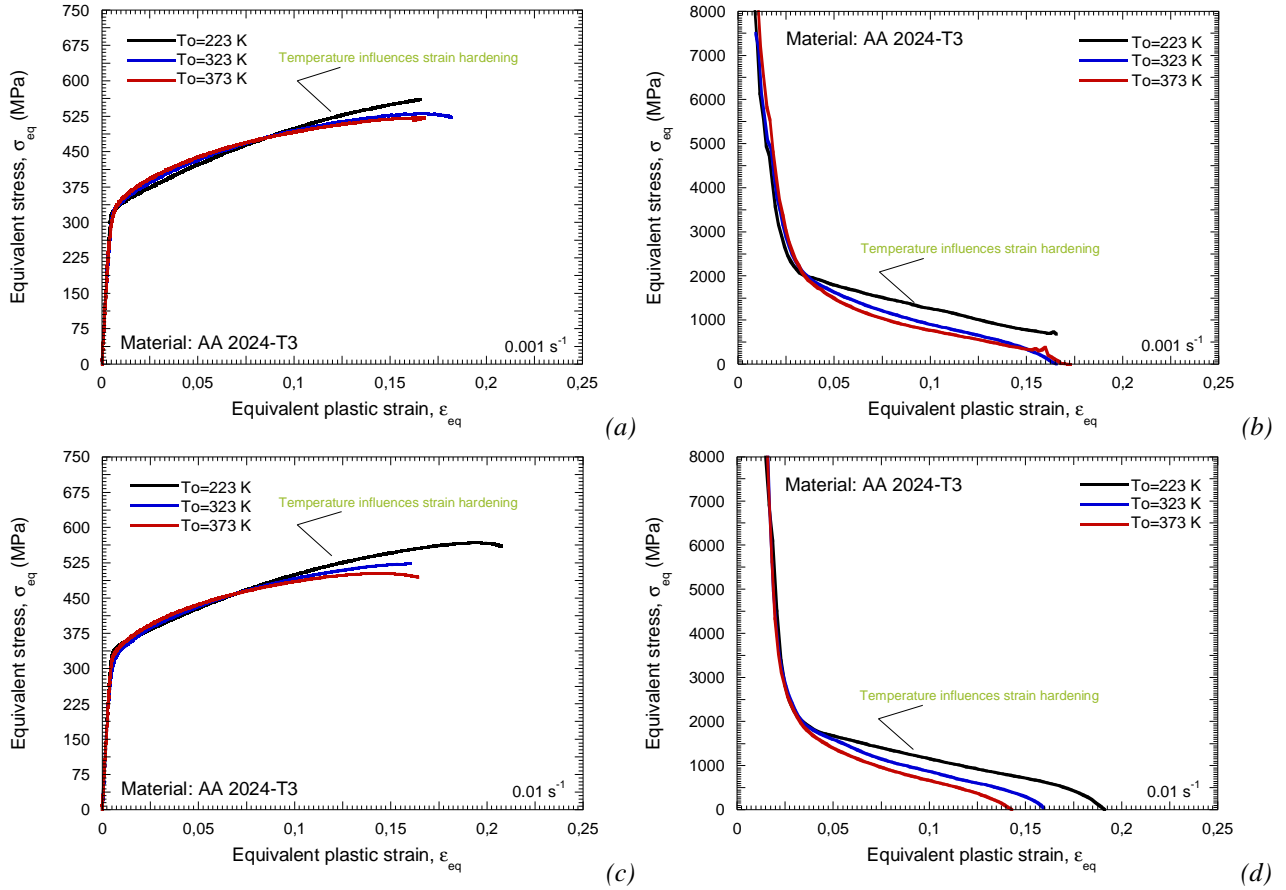 750
675
600
525
450
375
300
225
150
75
0
Equivalent stress, σeq (MPa)
To=223 K
To=323 K
To=373 K
Temperature influences strain hardening
Material: AA 2024-T3
0.001 s-1
0 0,05 0,1 0,15 0,2 0,25
Equivalent plastic strain, εeq
(a)
8000
7000
6000
5000
4000
3000
2000
1000
0
Equivalent stress, σeq (MPa)
Material: AA 2024-T3
To=223 K
To=323 K
To=373 K
Temperature influences strain hardening
0.001 s-1
0 0,05 0,1 0,15 0,2 0,25
Equivalent plastic strain, εeq
(b)
750
675
600
525
450
375
300
225
150
75
0
Equivalent stress, σeq (MPa)
To=223 K
To=323 K
To=373 K
Temperature influences strain hardening
Material: AA 2024-T3
0.01 s-1
0 0,05 0,1 0,15 0,2 0,25
Equivalent plastic strain, εeq
(c)
8000
7000
6000
5000
4000
3000
2000
1000
0
Equivalent stress, σeq (MPa)
Material: AA 2024-T3
To=223 K
To=323 K
To=373 K
Temperature influences strain hardening
0.01 s-1
0 0,05 0,1 0,15 0,2 0,25
Equivalent plastic strain, εeq
(d)